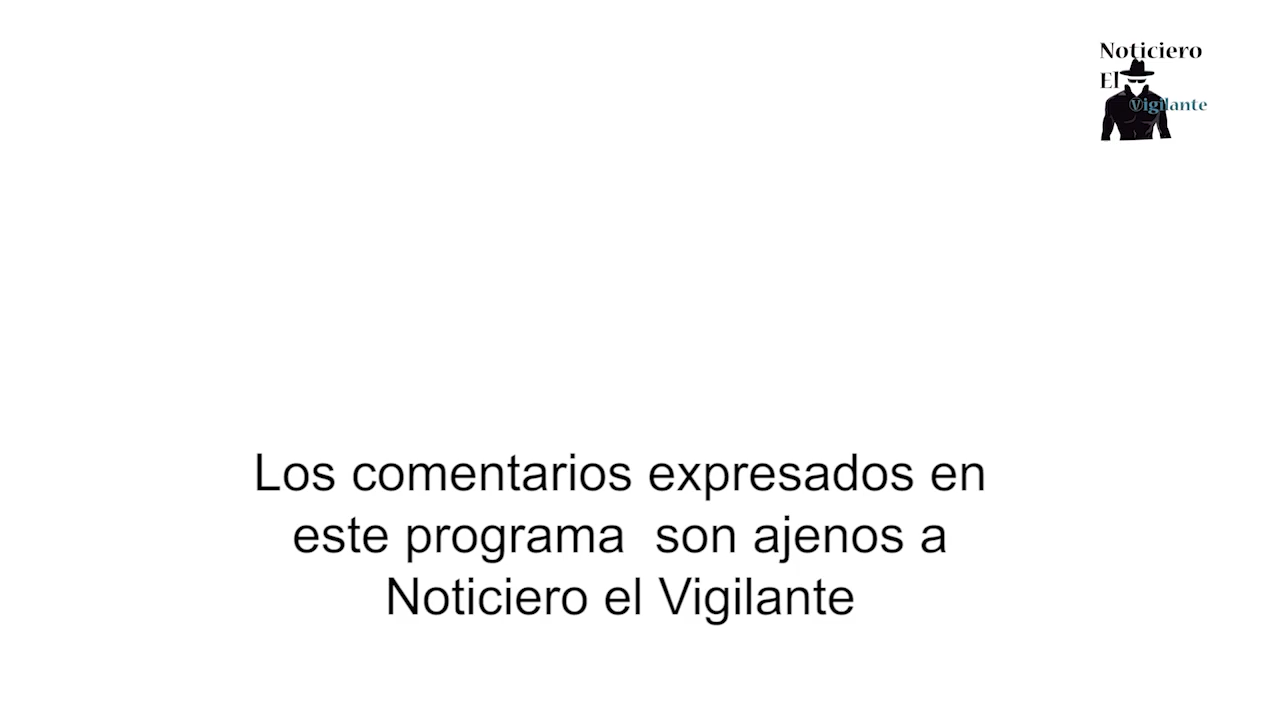 Noticiero
El
Vigilante
Los comentarios expresados en
este programa  son ajenos a
Noticiero el Vigilante